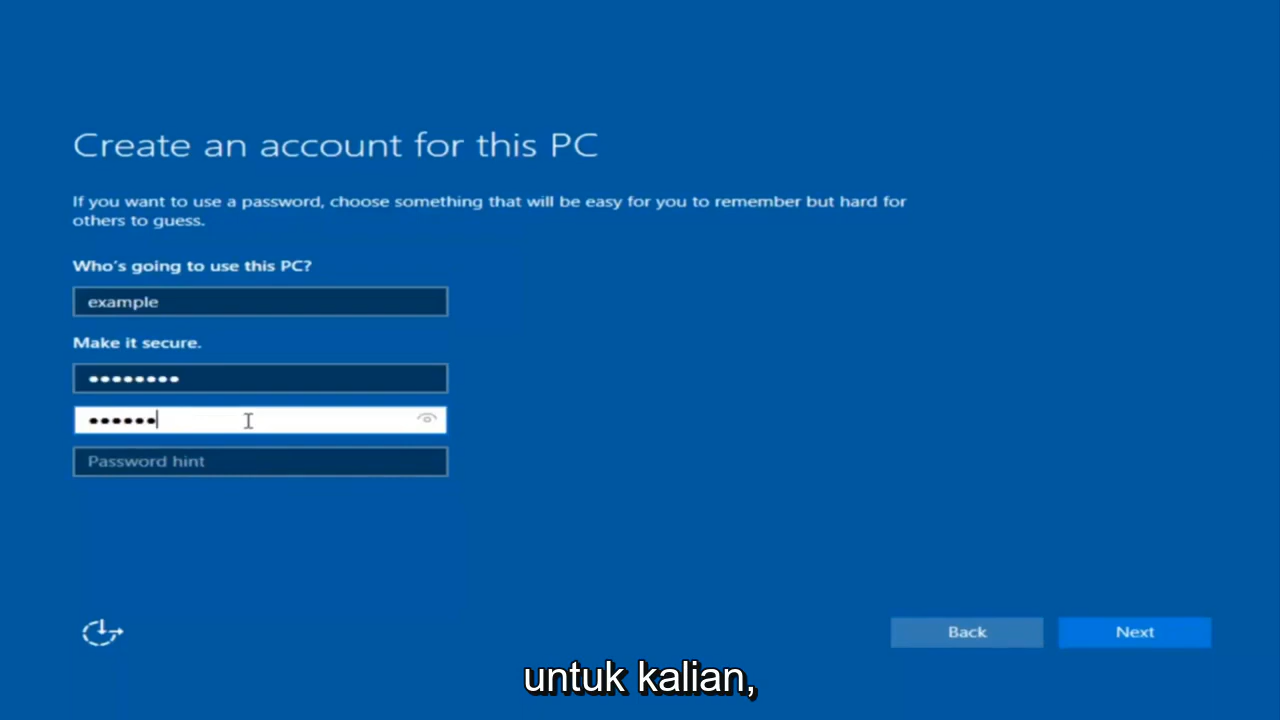 Create an account for this PC
If you want to use a password, choose something that will be easy for you to remember but hard for
others to guess.
Who's going to use this PC?
example
Make it secure.
••••••••
••••••
Password hint
Back
Next
untuk kalian,